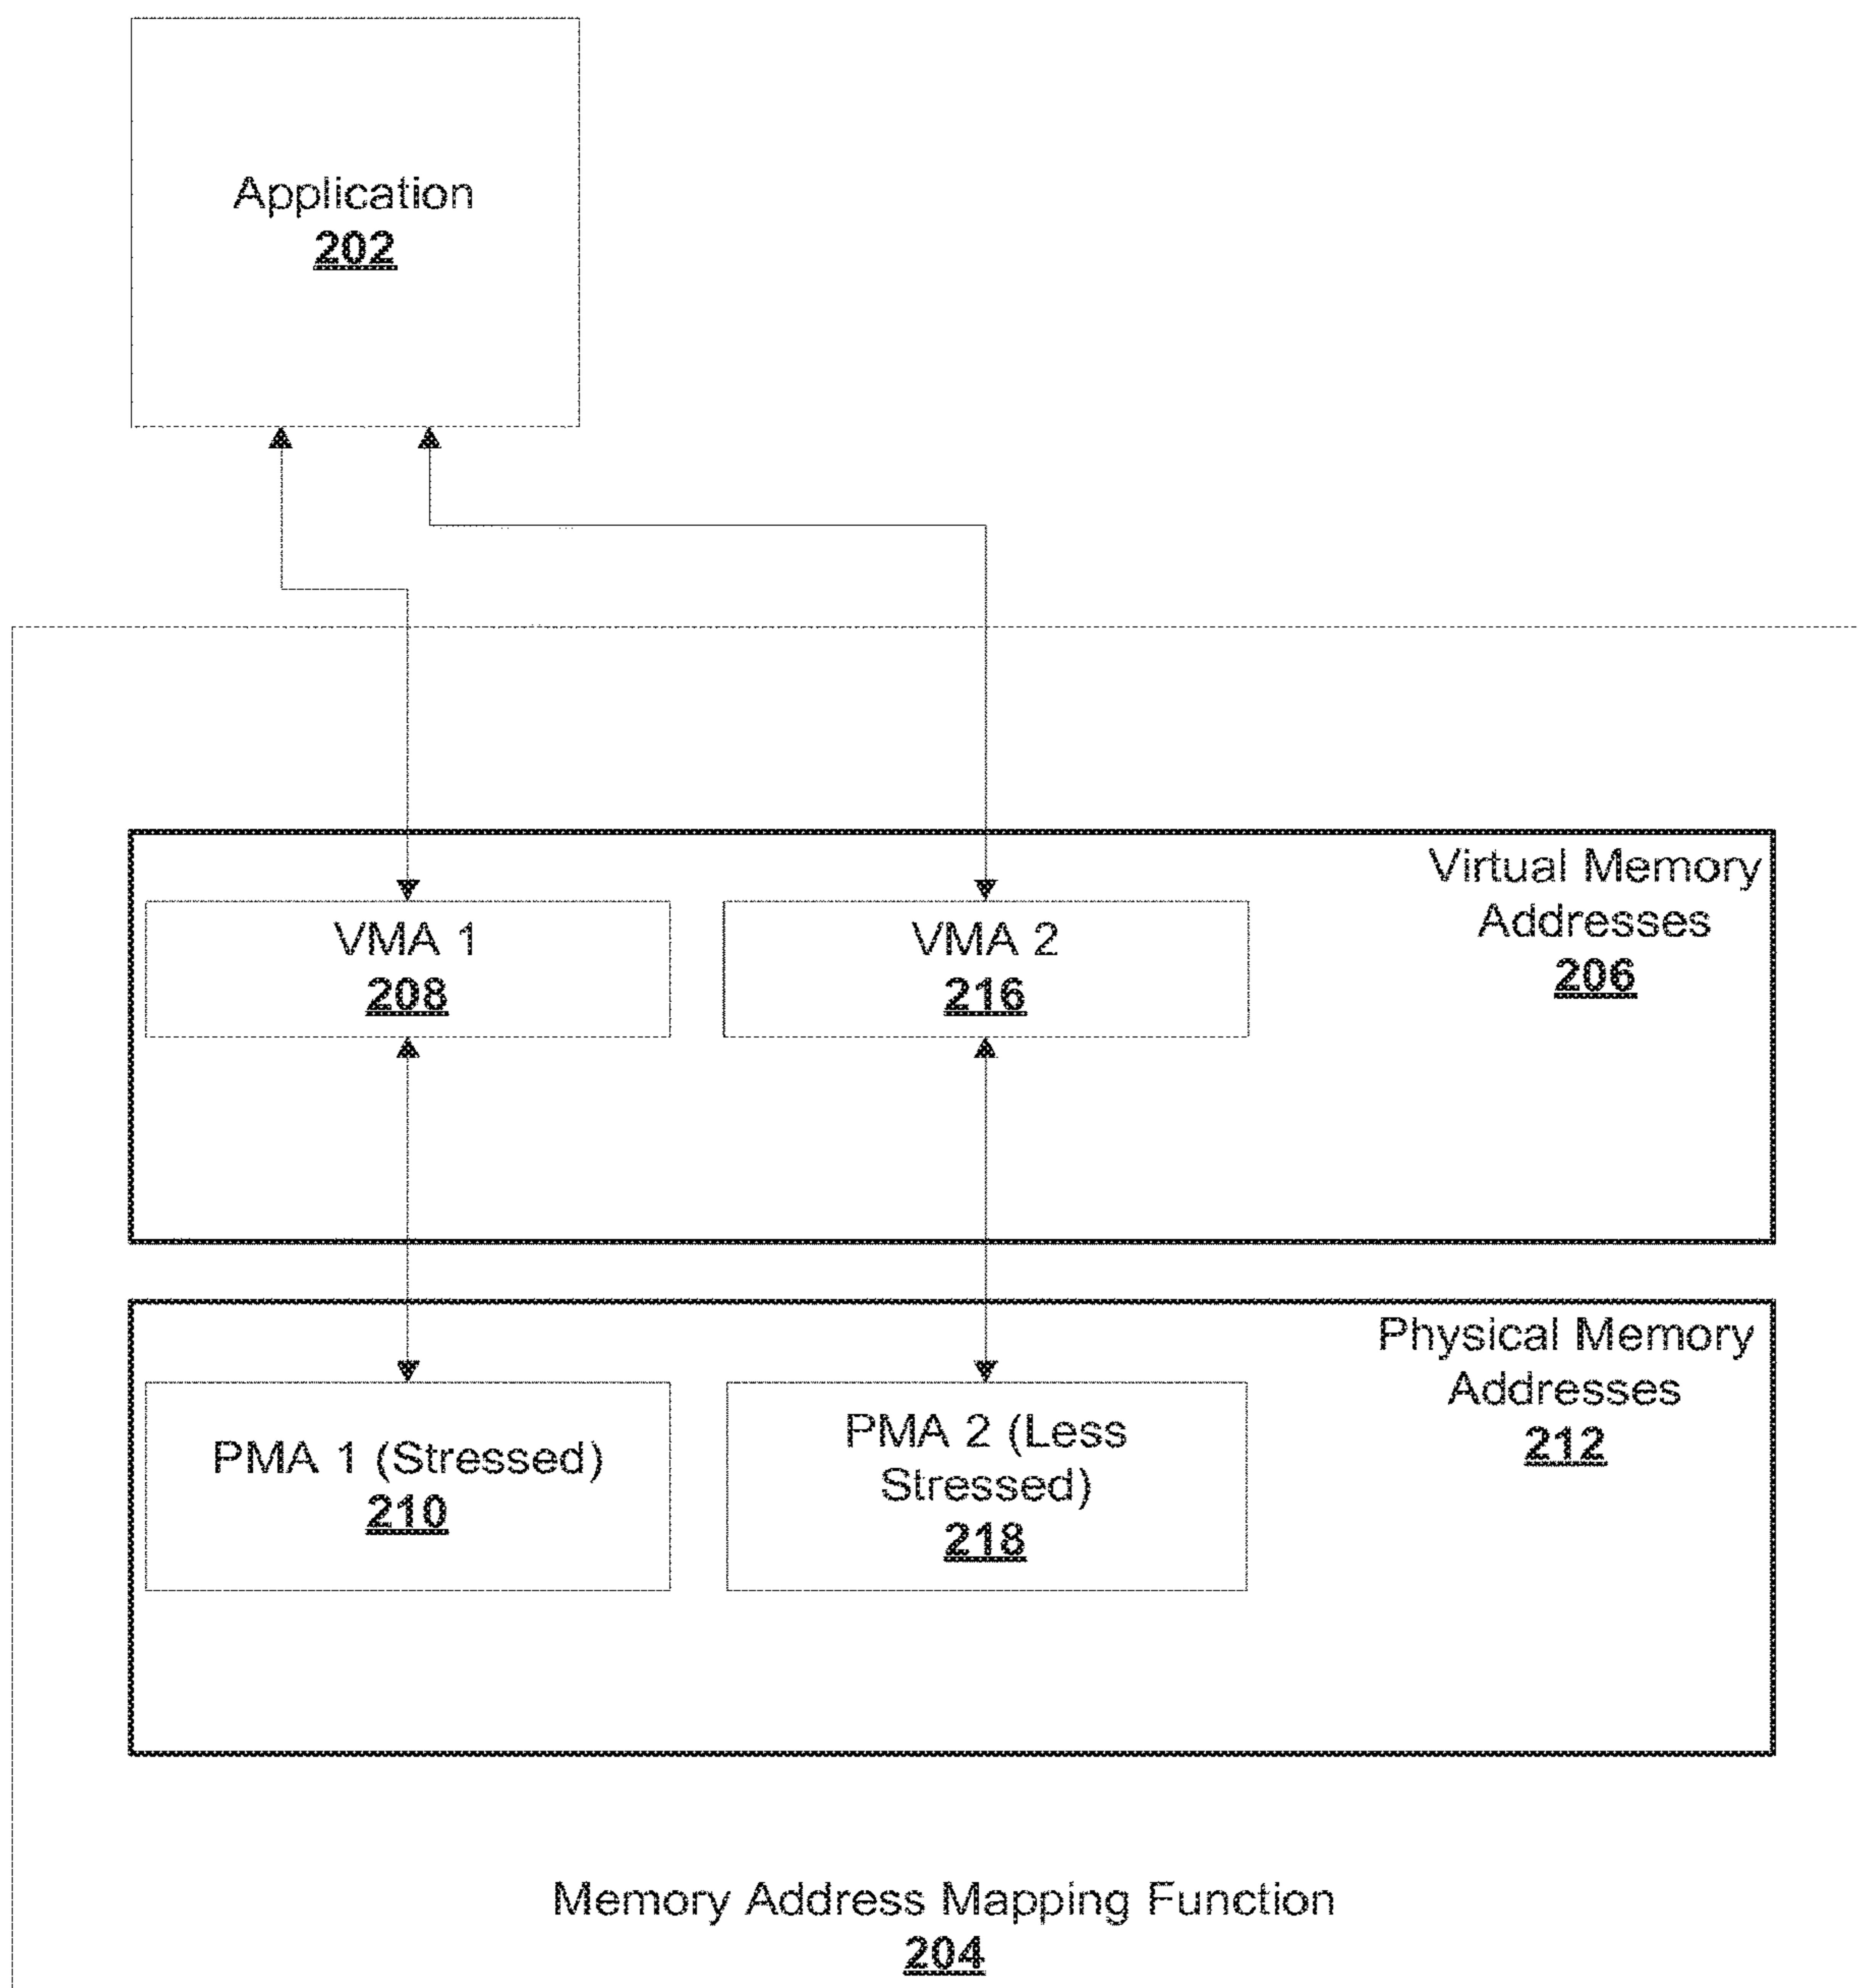 Application
202
Virtual Memory
Addresses
206
VMA 1
208
VMA 2
216
Physical Memory
Addresses
212
PMA 1 (Stressed)
210
PMA 2 (Less
Stressed)
218
Memory Address Mapping Function
204